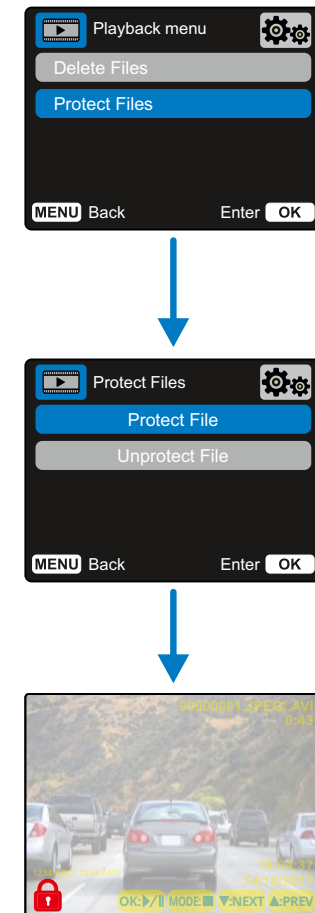 Playback menu
Delete Files
Protect Files
MENU Back Enter OK
Protect Files
Protect File
Unprotect File
MENU Back Enter OK
00000001.JPEG/.AVI
0:43
OK: / MODE: ▼:NEXT ▲:PREV